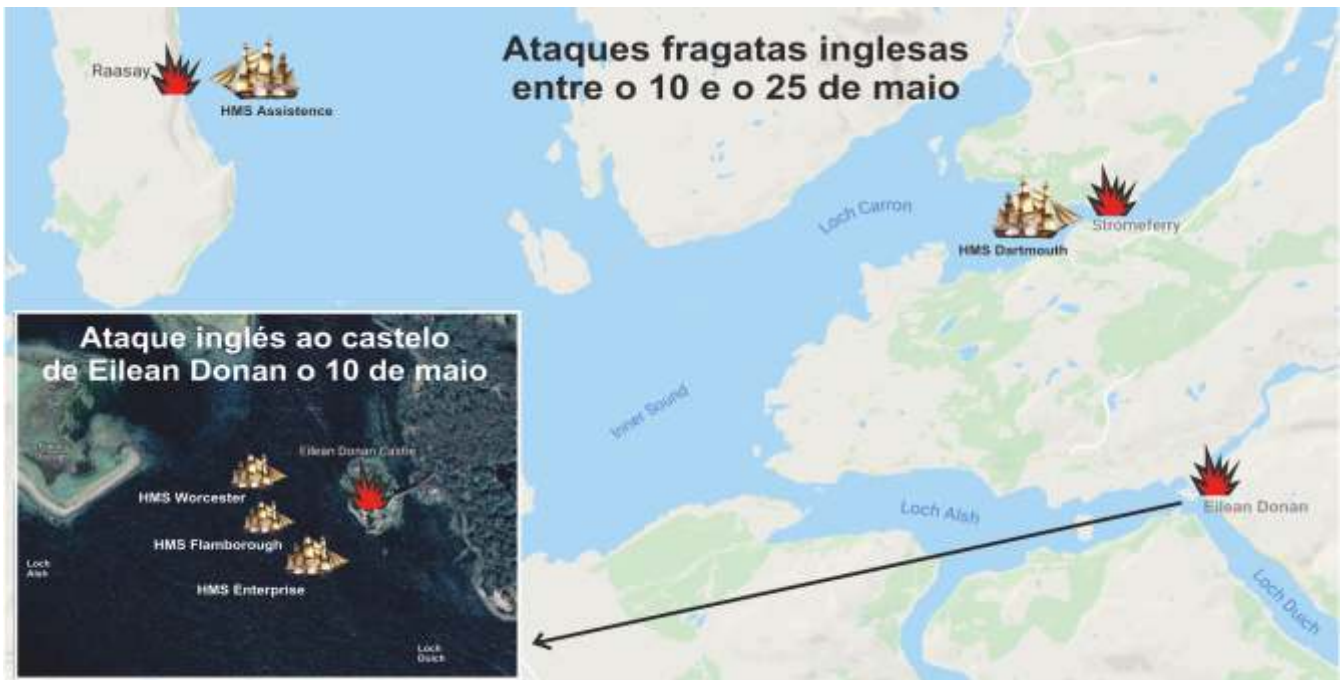 Ataques fragatas inglesas
entre o 10 e o 25 de maio
Raasay
HMS Assistence
Loch Carron
HMS Dartmouth
Stromeferry
Inner Sound
Loch Alsh
Eilean Donan
Loch Duich
Ataque inglés ao castelo
de Eilean Donan o 10 de maio
Eilean Donan Castle
HMS Worcester
HMS Flamborough
HMS Enterprise
Loch
Alsh
Loch
Duich